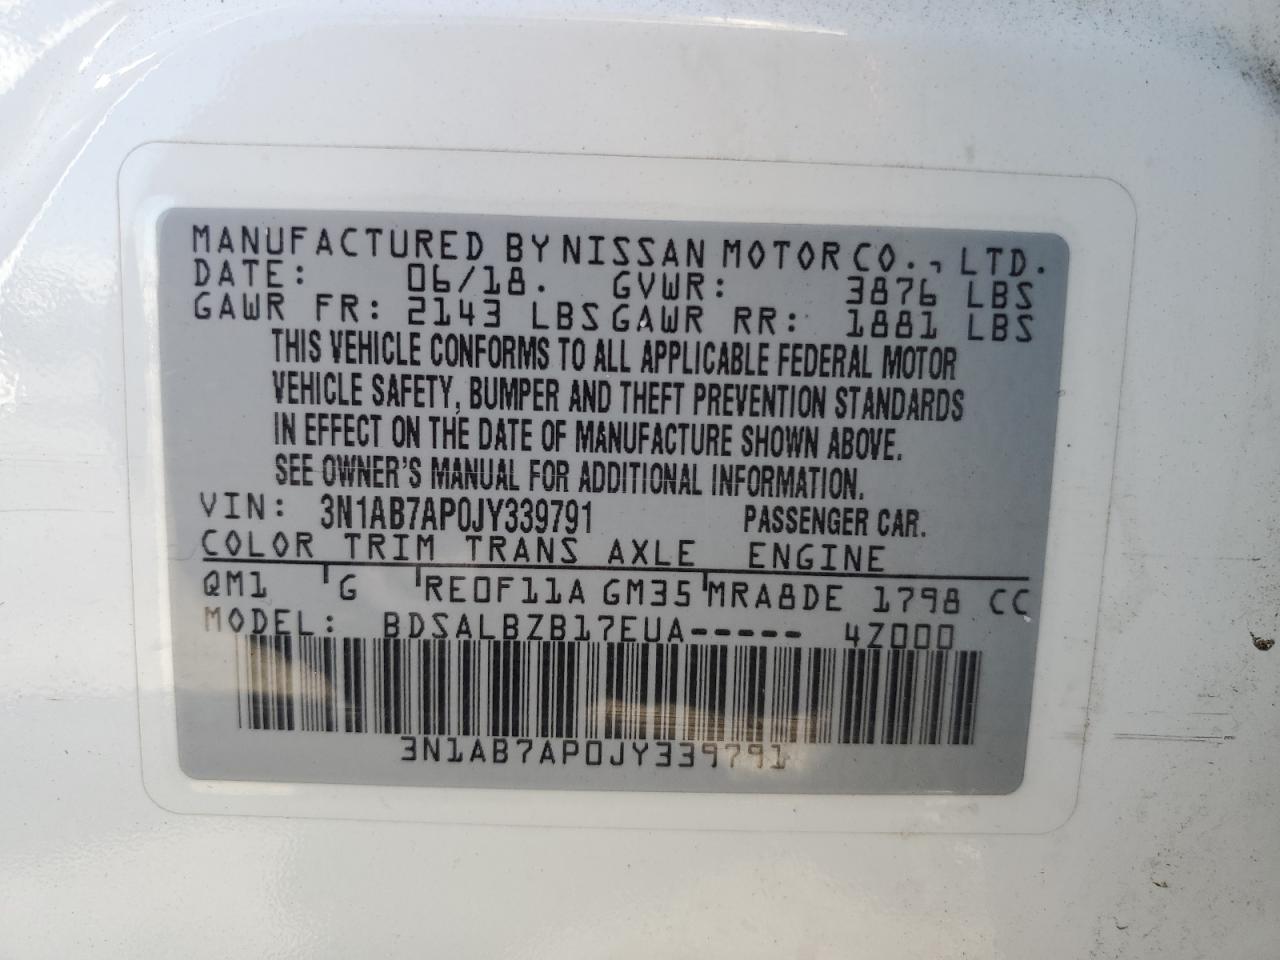 MANUFACTURED BY NISSAN MOTOR CO., LTD.
DATE: 06/18. GVWR: 3876 LBS
GAWR FR: 2143 LBS GAWR RR: 1881 LBS
THIS VEHICLE CONFORMS TO ALL APPLICABLE FEDERAL MOTOR
VEHICLE SAFETY, BUMPER AND THEFT PREVENTION STANDARDS
IN EFFECT ON THE DATE OF MANUFACTURE SHOWN ABOVE.
SEE OWNER'S MANUAL FOR ADDITIONAL INFORMATION.
VIN: 3N1AB7AP0JY339791 PASSENGER CAR.
COLOR TRIM TRANS AXLE ENGINE
QM1 G RE0F11A GM35 MRA8DE 1798 CC
MODEL: BDSALBZB17EUA----- 4Z000
3N1AB7AP0JY339791